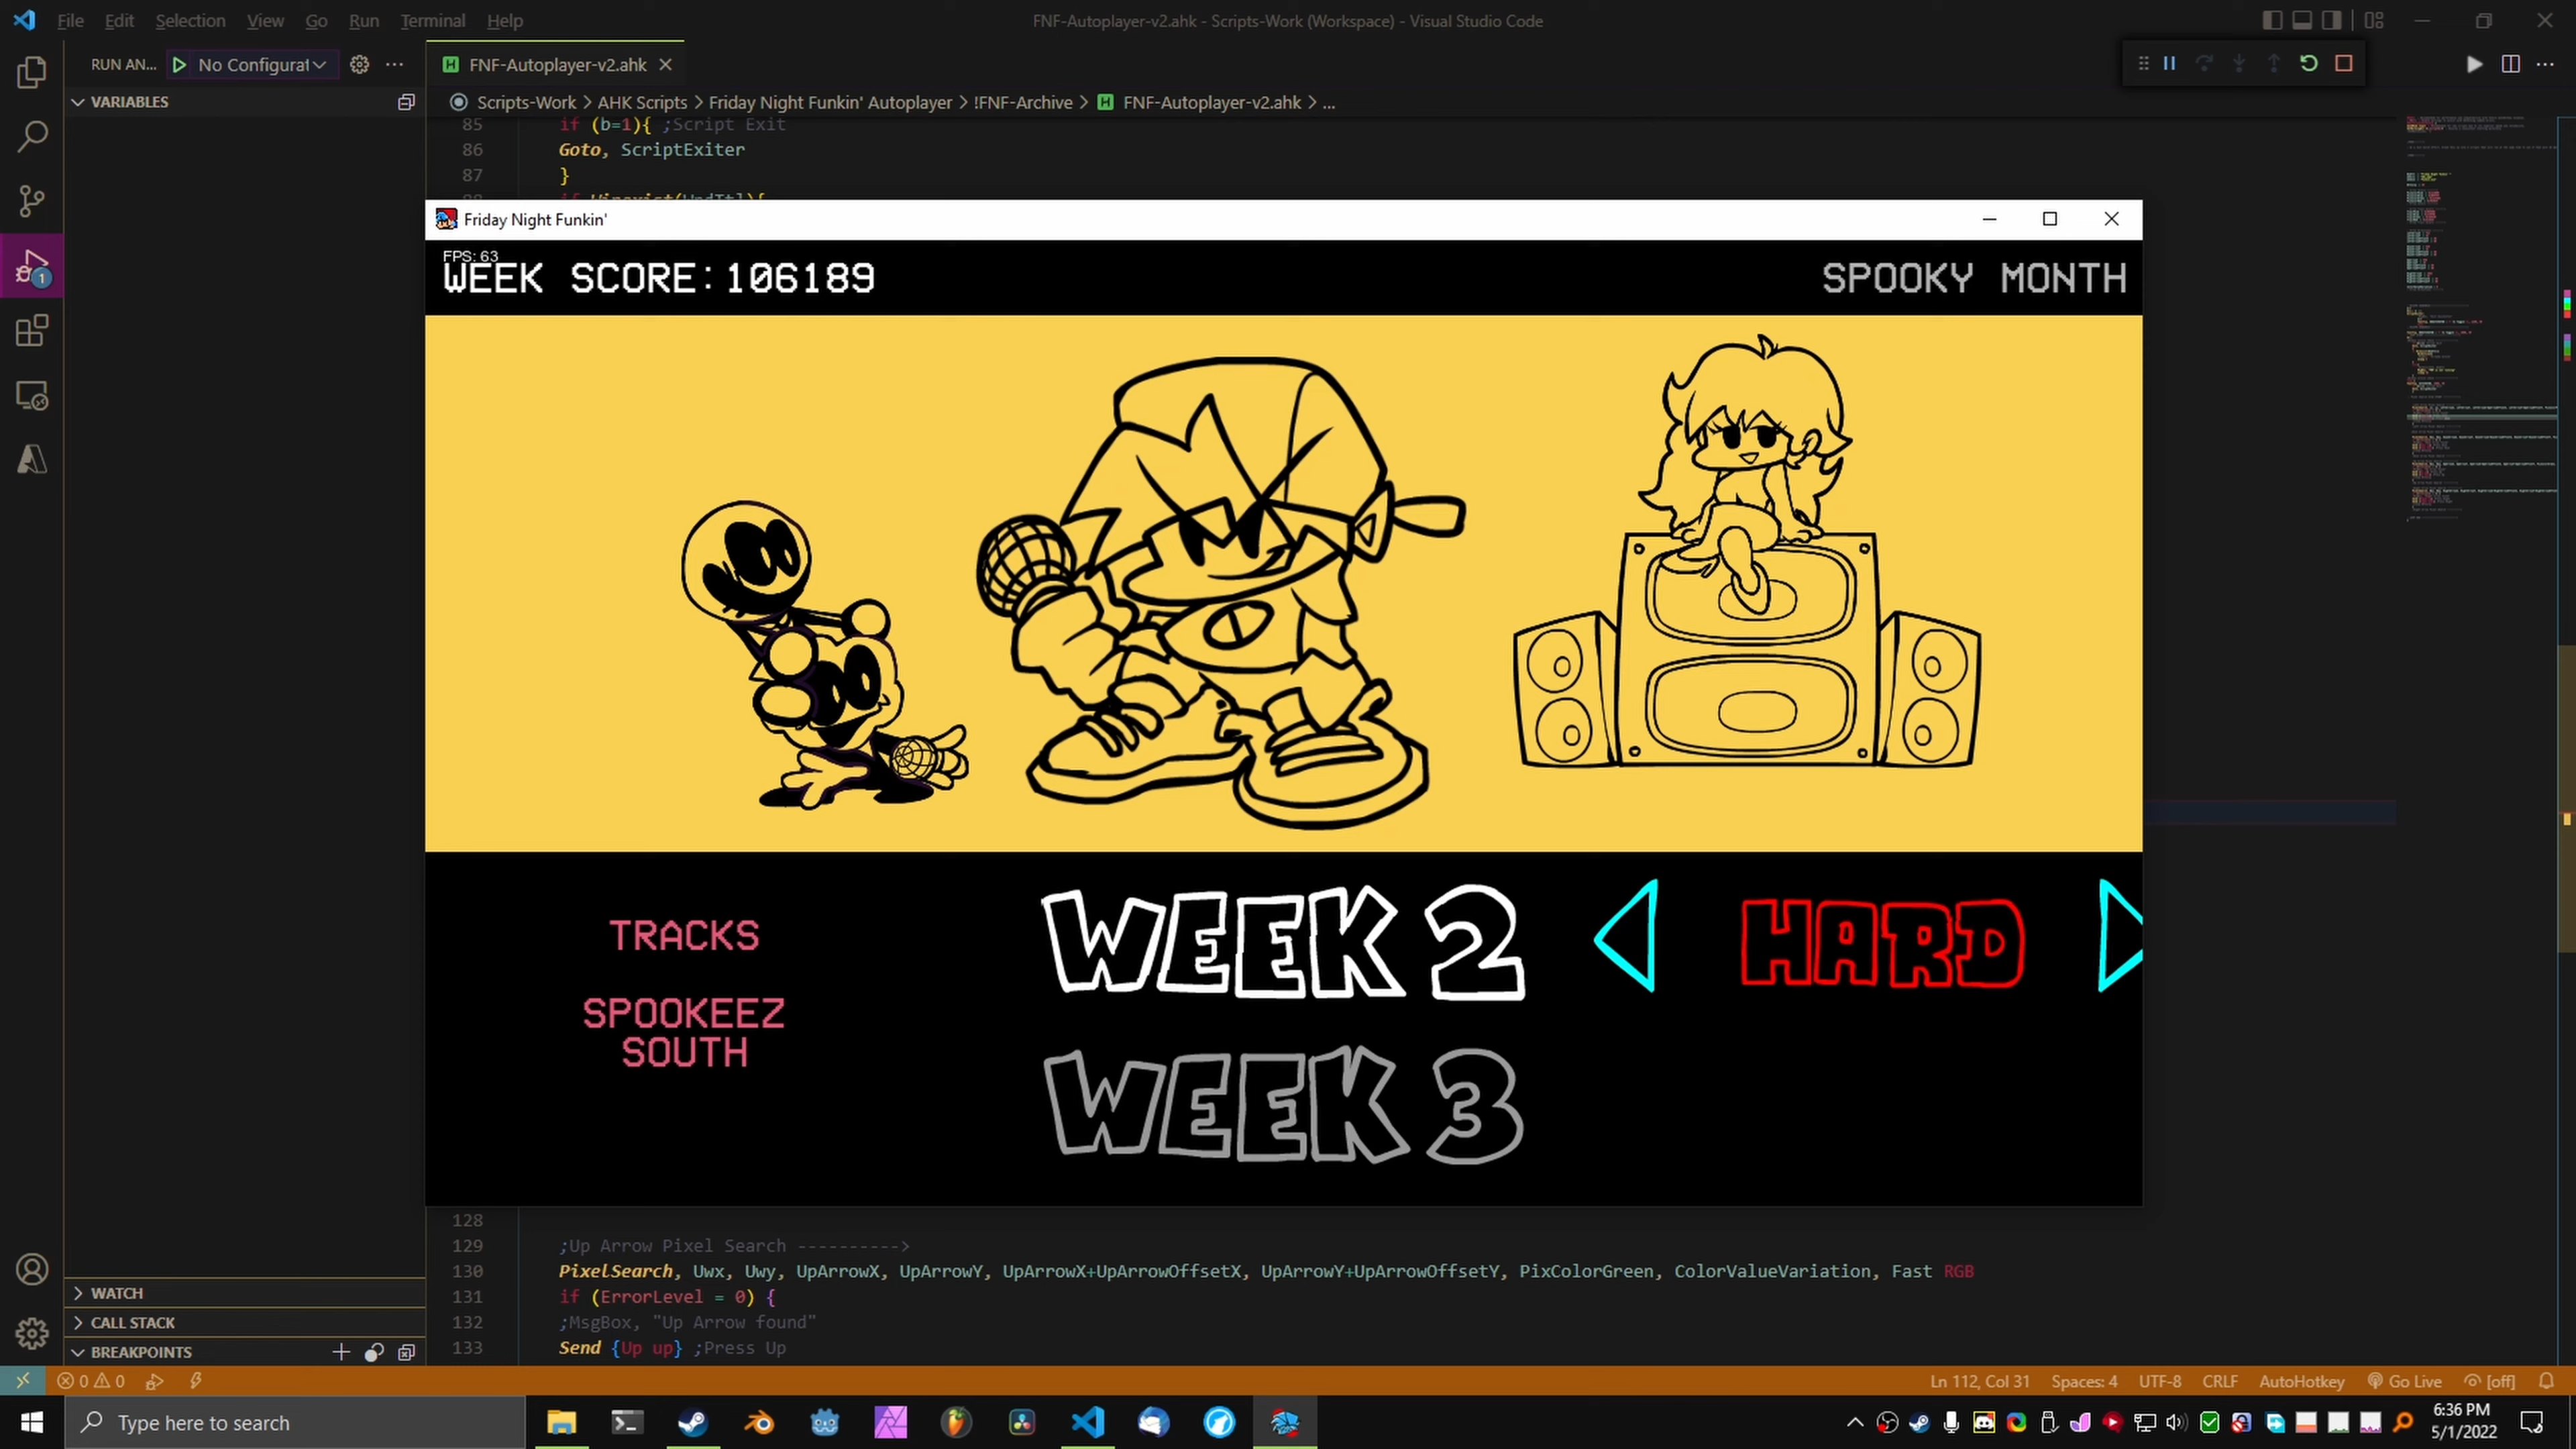 File Edit Selection View Go Run Terminal Help
FNF-Autoplayer-v2.ahk - Scripts-Work (Workspace) - Visual Studio Code
RUN AN... No Configurat
FNF-Autoplayer-v2.ahk
VARIABLES
Scripts-Work > AHK Scripts > Friday Night Funkin' Autoplayer > !FNF-Archive > FNF-Autoplayer-v2.ahk > ...
85 if (b=1){ ;Script Exit
86 Goto, ScriptExiter
87 }
Friday Night Funkin'
FPS: 63
WEEK SCORE:106189
SPOOKY MONTH
TRACKS
SPOOKEEZ
SOUTH
WEEK 2
HARD
WEEK 3
128
129 ;Up Arrow Pixel Search ---------->
130 PixelSearch, Uwx, Uwy, UpArrowX, UpArrowY, UpArrowX+UpArrowOffsetX, UpArrowY+UpArrowOffsetY, PixColorGreen, ColorValueVariation, Fast RGB
131 if (ErrorLevel = 0) {
132 ;MsgBox, "Up Arrow found"
133 Send {Up up} ;Press Up
WATCH
CALL STACK
BREAKPOINTS
1
0 0
Ln 112, Col 31 Spaces: 4 UTF-8 CRLF AutoHotkey Go Live [off]
Type here to search
6:36 PM
5/1/2022